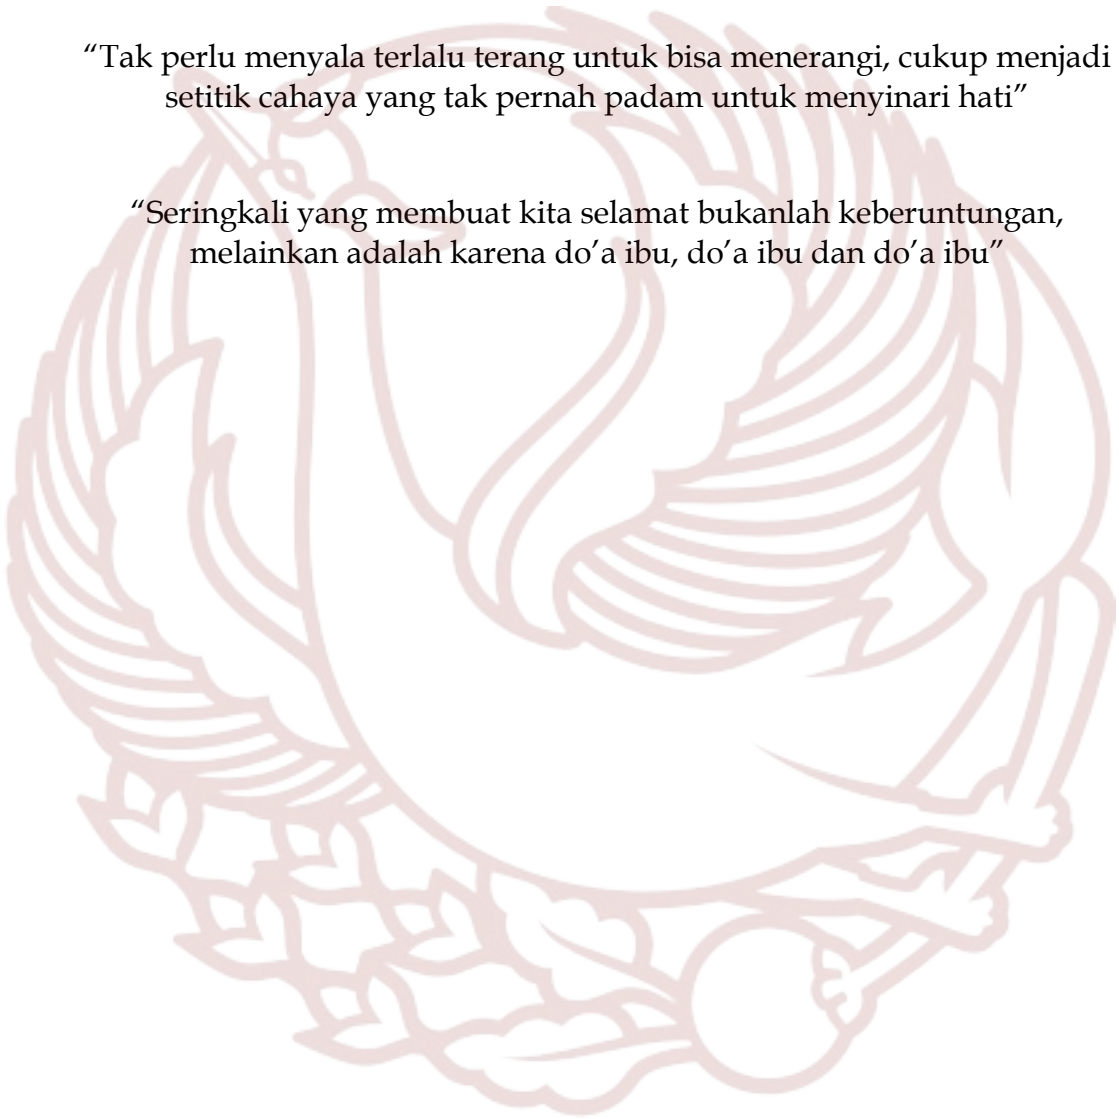 “Tak perlu menyala terlalu terang untuk bisa menerangi, cukup menjadi
setitik cahaya yang tak pernah padam untuk menyinari hati”
“Seringkali yang membuat kita selamat bukanlah keberuntungan,
melainkan adalah karena do’a ibu, do’a ibu dan do’a ibu”